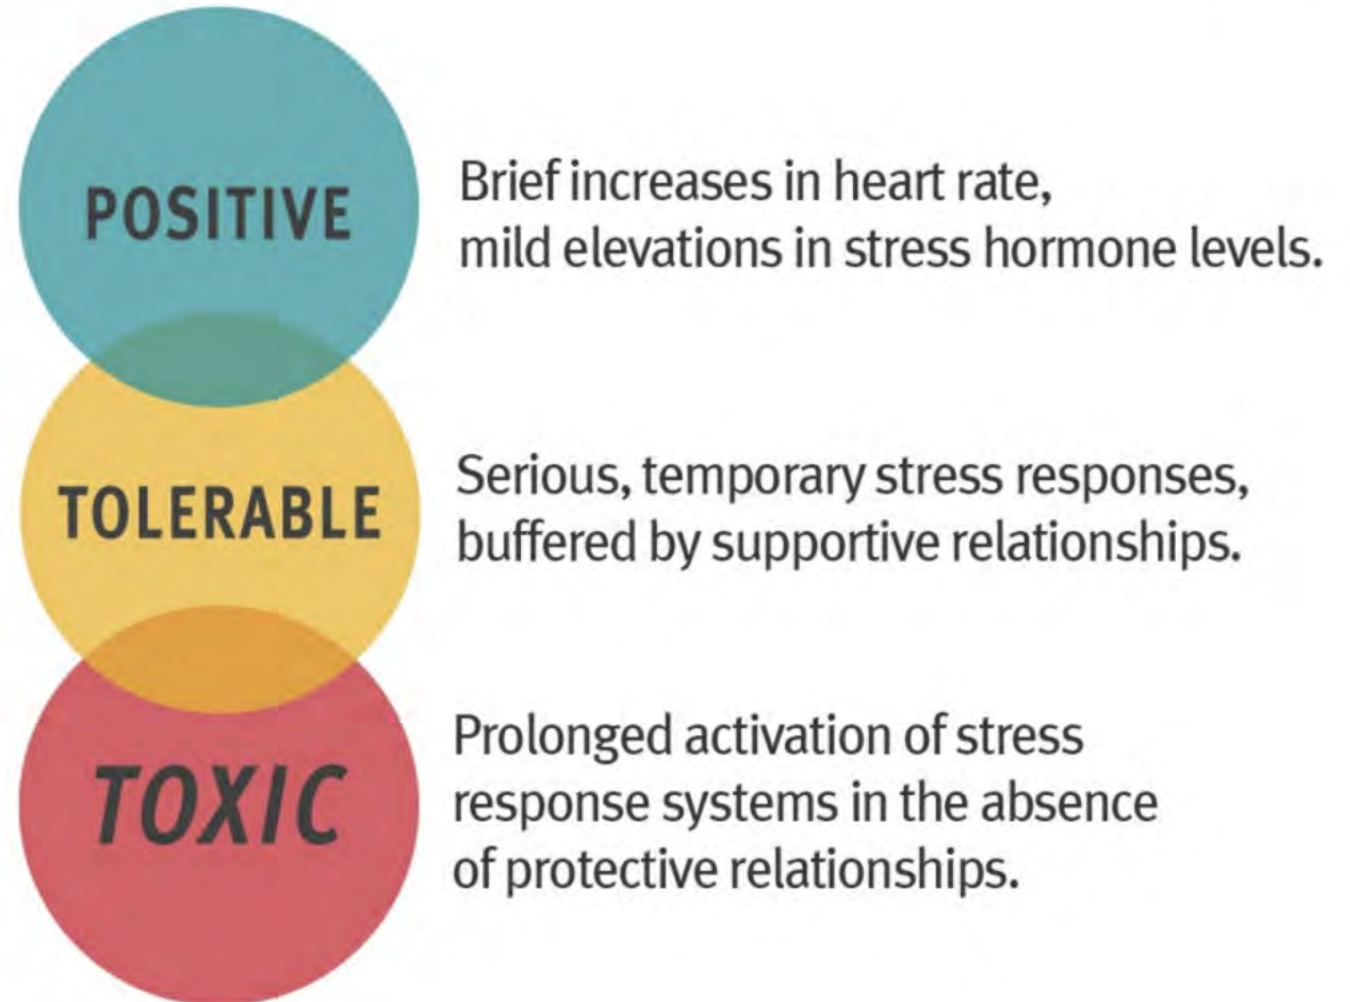 POSITIVE
Brief increases in heart rate,
mild elevations in stress hormone levels.
TOLERABLE
Serious, temporary stress responses,
buffered by supportive relationships.
TOXIC
Prolonged activation of stress
response systems in the absence
of protective relationships.